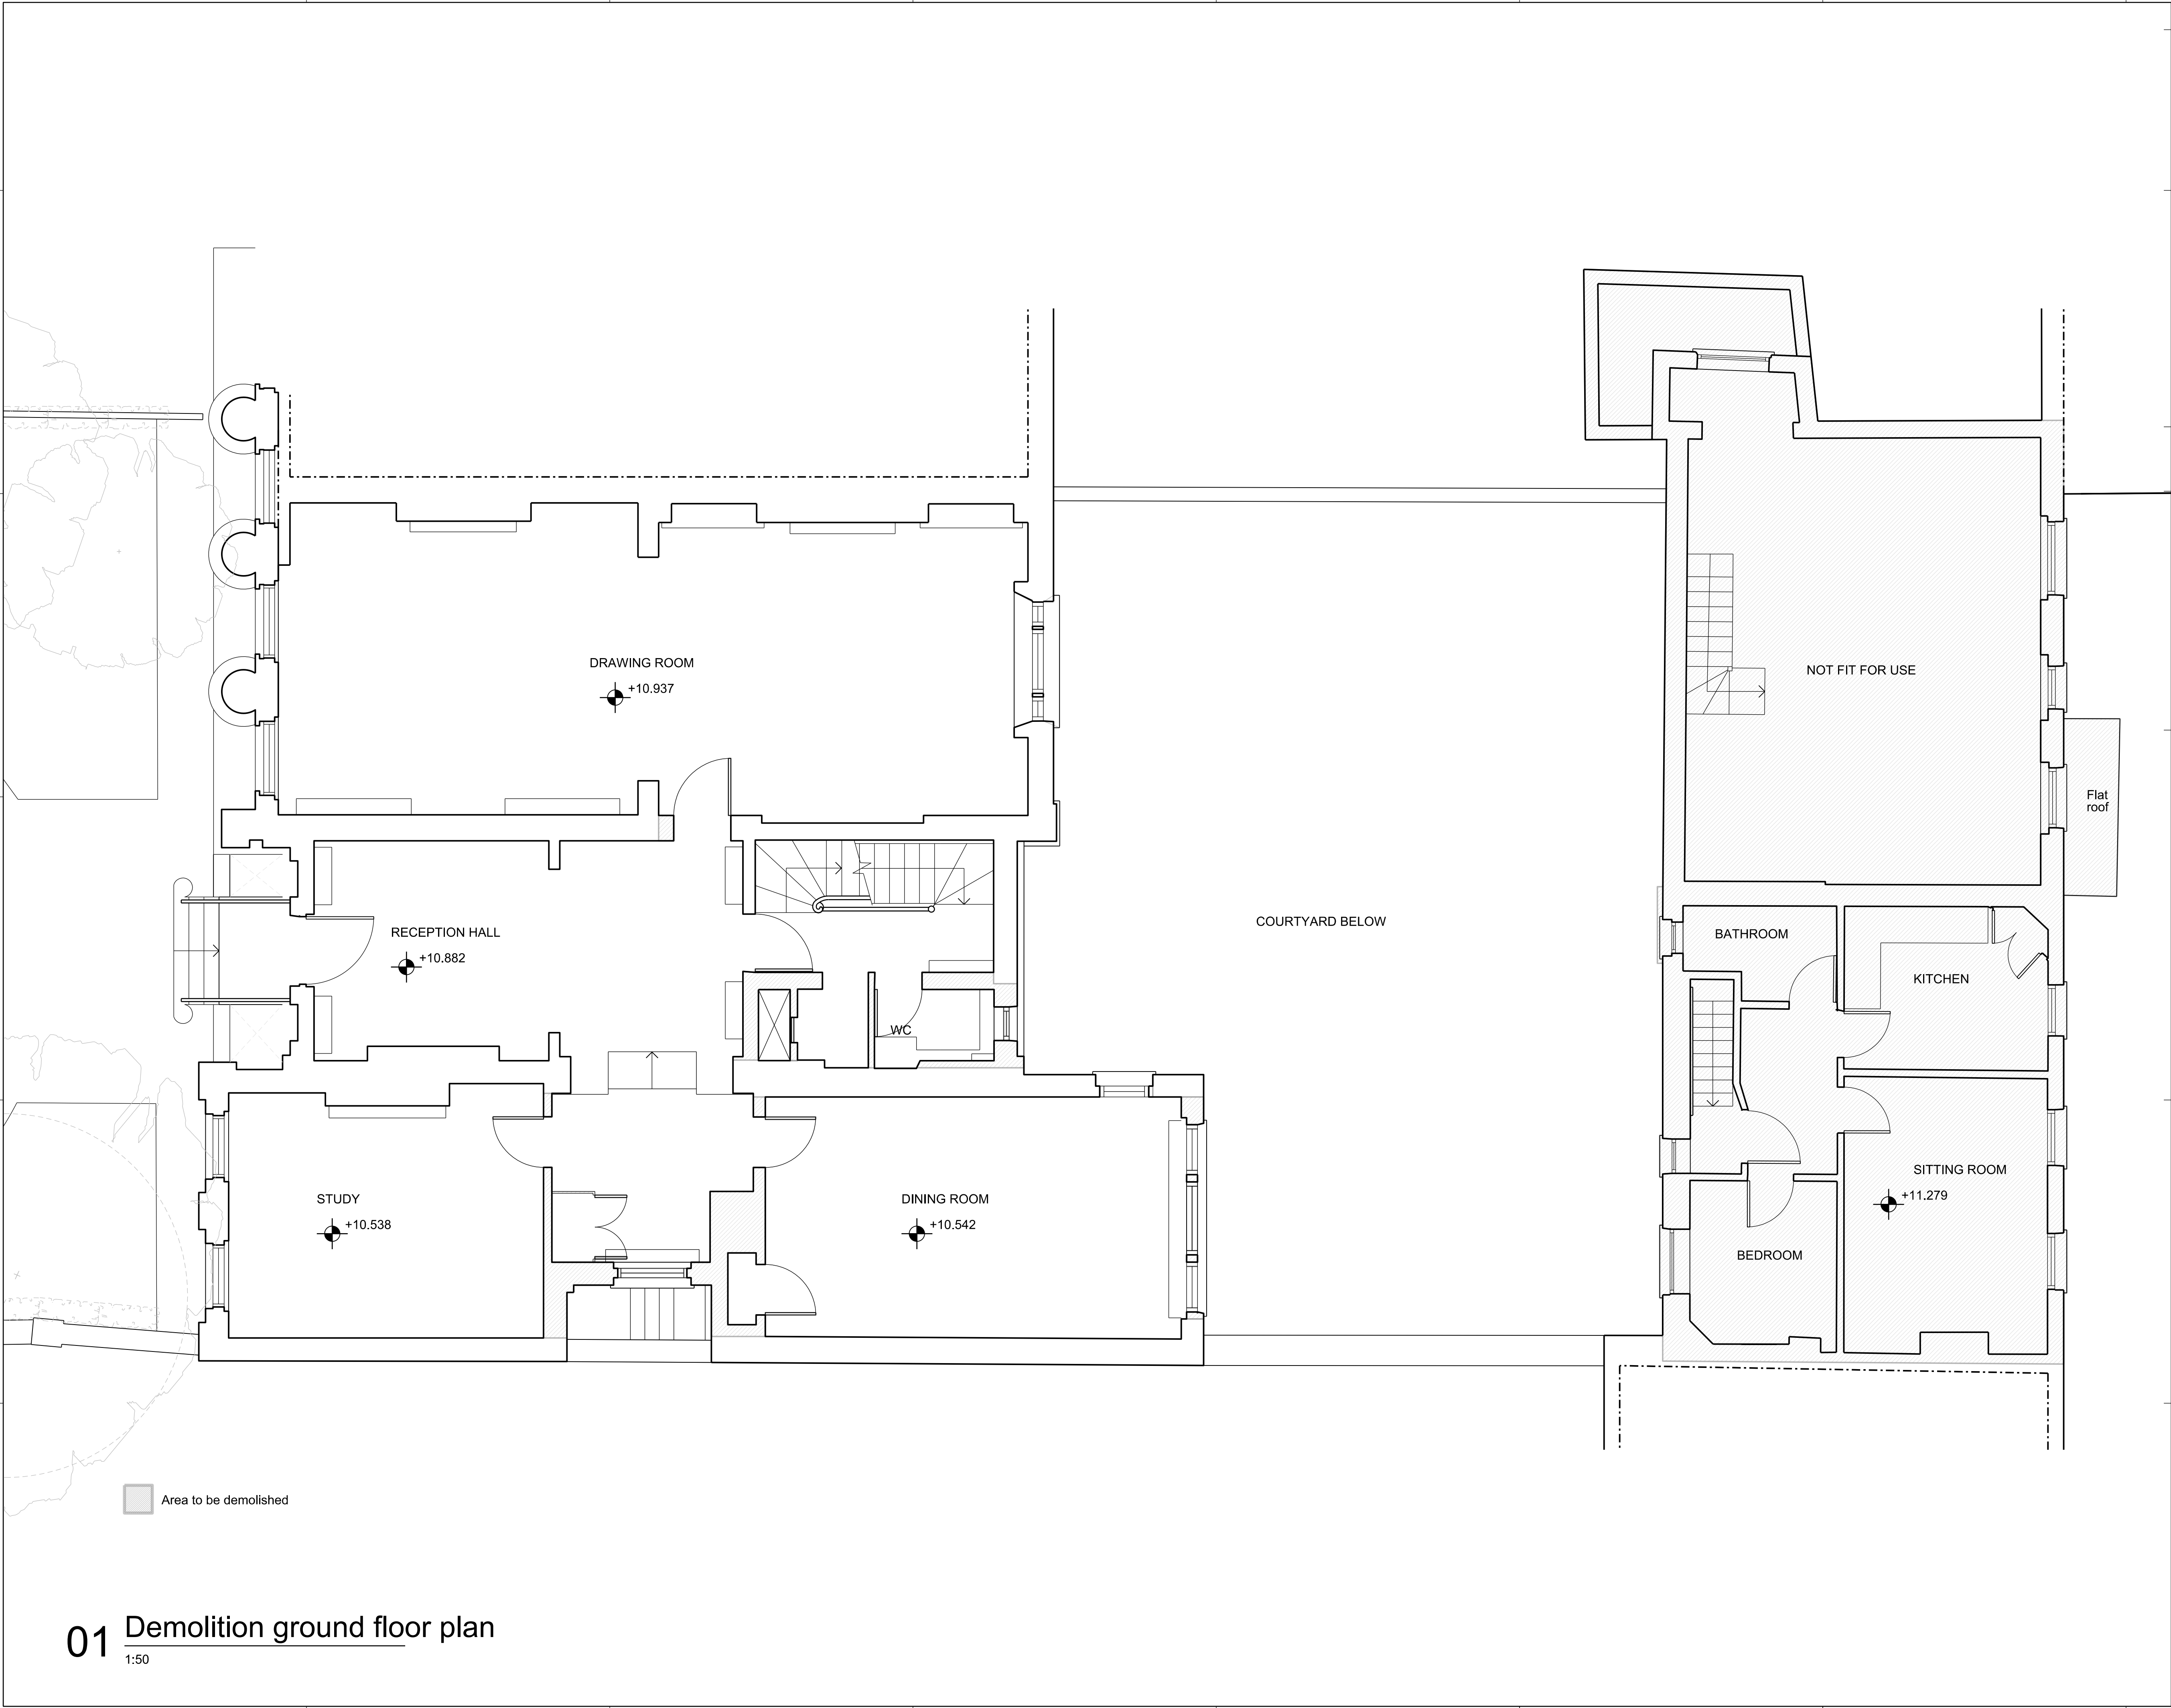 DRAWING ROOM
+10.937
NOT FIT FOR USE
Flat
roof
RECEPTION HALL
+10.882
COURTYARD BELOW
BATHROOM
KITCHEN
WC
STUDY
+10.538
DINING ROOM
+10.542
SITTING ROOM
+11.279
BEDROOM
Area to be demolished
01 Demolition ground floor plan
1:50